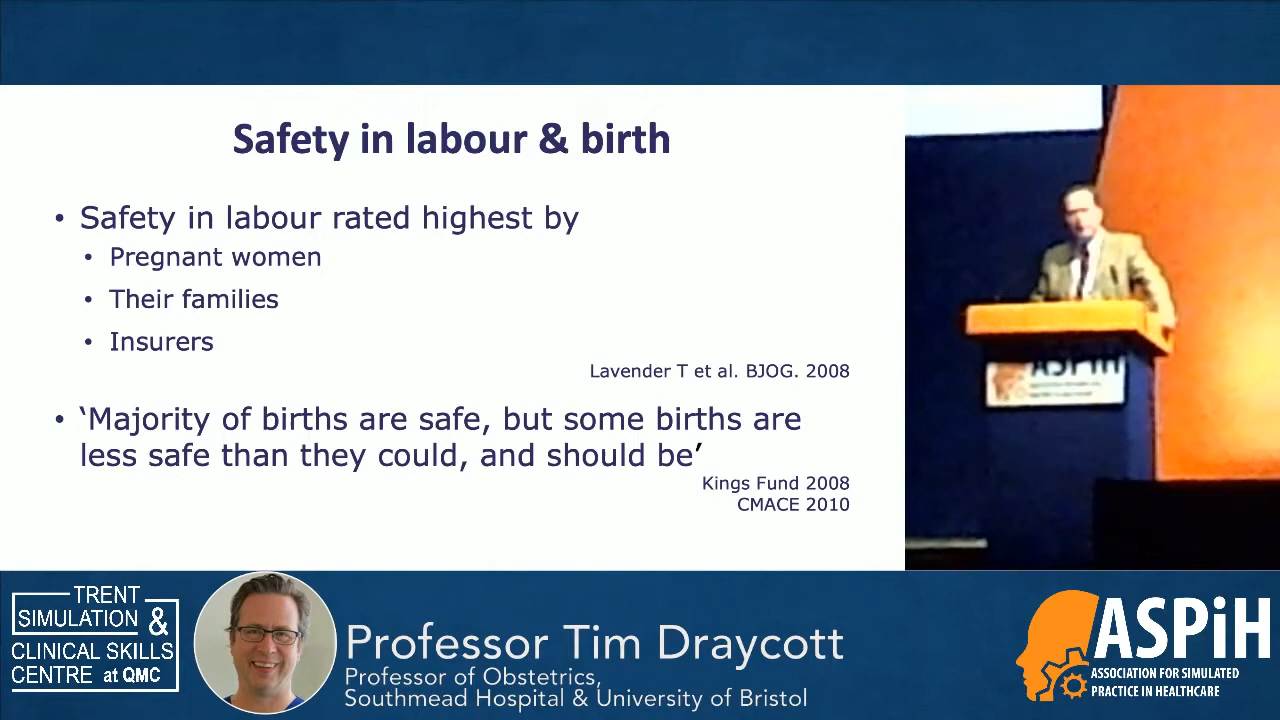 Safety in labour & birth
• Safety in labour rated highest by
• Pregnant women
• Their families
• Insurers
Lavender T et al. BJOG. 2008
• ‘Majority of births are safe, but some births are
less safe than they could, and should be’
Kings Fund 2008
CMACE 2010
ASPiH
TRENT
SIMULATION &
CLINICAL SKILLS
CENTRE at QMC
Professor Tim Draycott
Professor of Obstetrics,
Southmead Hospital & University of Bristol
ASPiH
ASSOCIATION FOR SIMULATED
PRACTICE IN HEALTHCARE